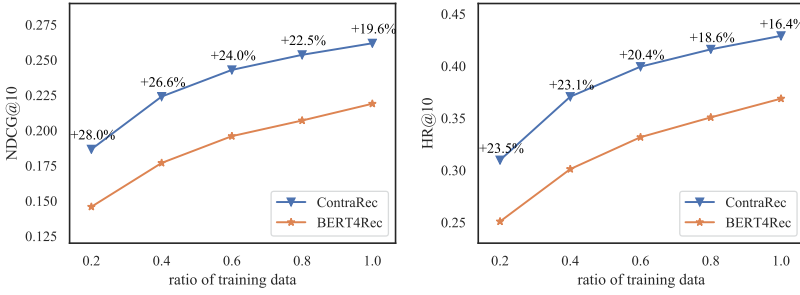 0.275
0.250
0.225
0.200
0.175
0.150
0.125
NDCG@10
+28.0%
+26.6%
+24.0%
+22.5%
+19.6%
ContraRec
BERT4Rec
0.2 0.4 0.6 0.8 1.0
ratio of training data
0.45
0.40
0.35
0.30
0.25
HR@10
+23.5%
+23.1%
+20.4%
+18.6%
+16.4%
ContraRec
BERT4Rec
0.2 0.4 0.6 0.8 1.0
ratio of training data